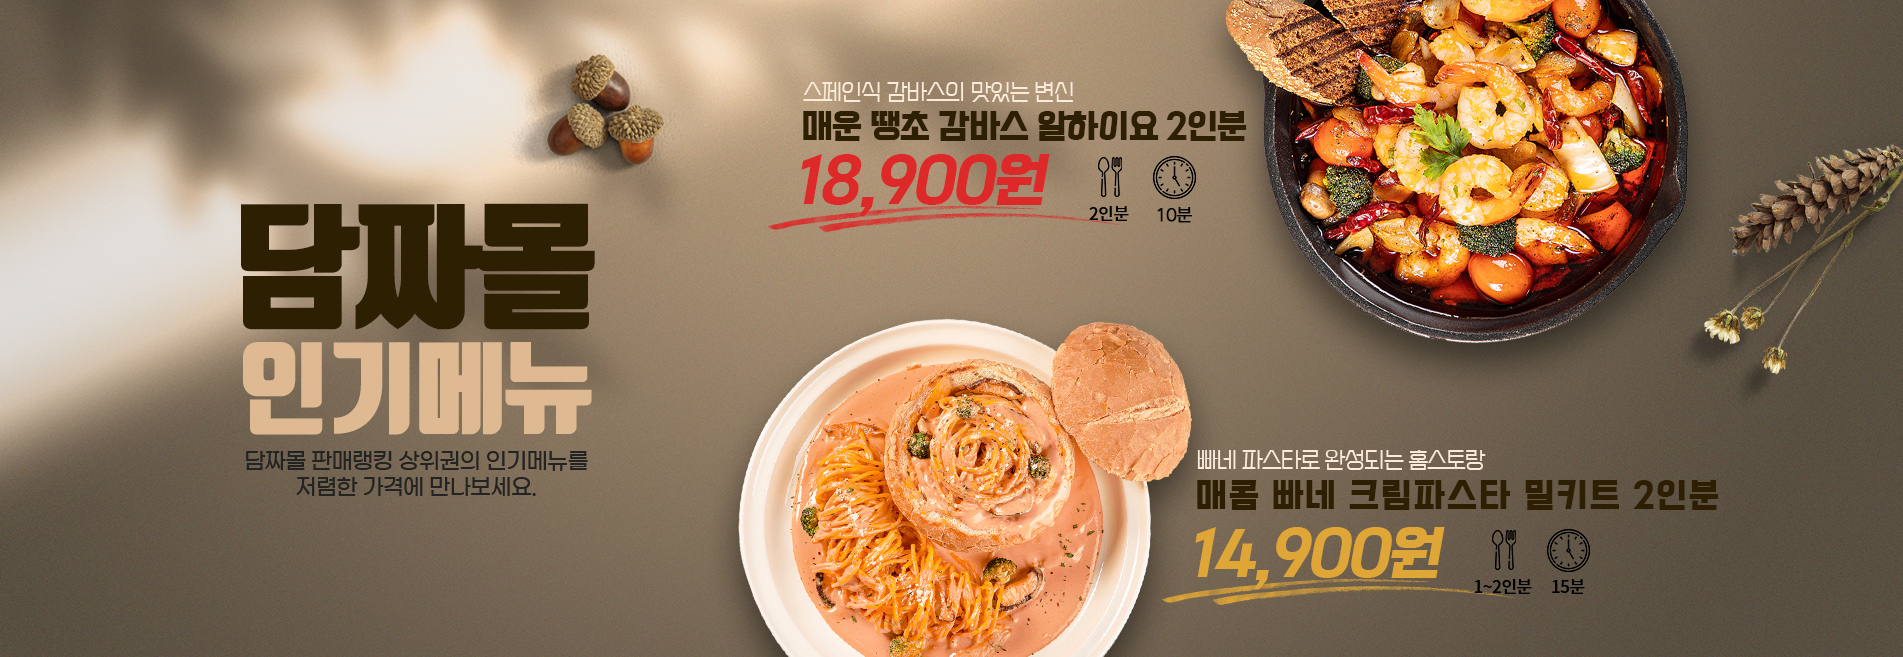 담짜몰
인기메뉴
담짜몰 판매랭킹 상위권의 인기메뉴를
저렴한 가격에 만나보세요.
스페인식 감바스의 맛있는 변신
매운 땡초 감바스 알하이요 2인분
18,900원
2인분 10분
빠네 파스타로 완성되는 홈스토랑
매콤 빠네 크림파스타 밀키트 2인분
14,900원
1~2인분 15분